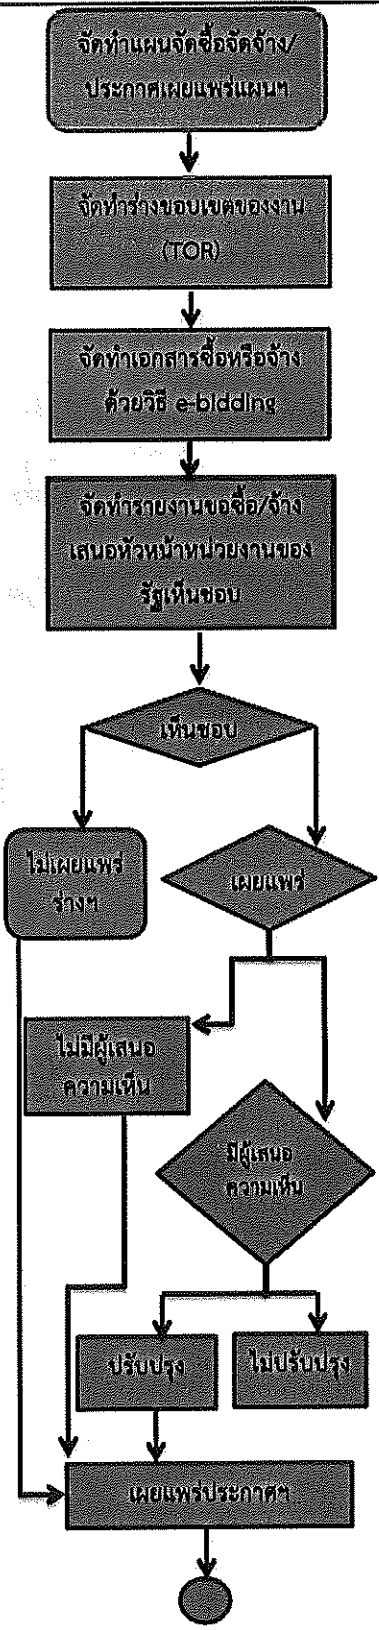 จัดทำแผนจัดซื้อจัดจ้าง/
ประกาศเผยแพร่แผนฯ
จัดทำร่างขอบเขตของงาน
(TOR)
จัดทำเอกสารซื้อหรือจ้าง
ด้วยวิธี e-bidding
จัดทำรายงานขอซื้อ/จ้าง
เสนอหัวหน้าหน่วยงานของ
รัฐเห็นชอบ
เห็นชอบ
ไม่เผยแพร่
ร่างฯ
เผยแพร่
ไม่มีผู้เสนอ
ความเห็น
มีผู้เสนอ
ความเห็น
ปรับปรุง
ไม่ปรับปรุง
เผยแพร่ประกาศฯ